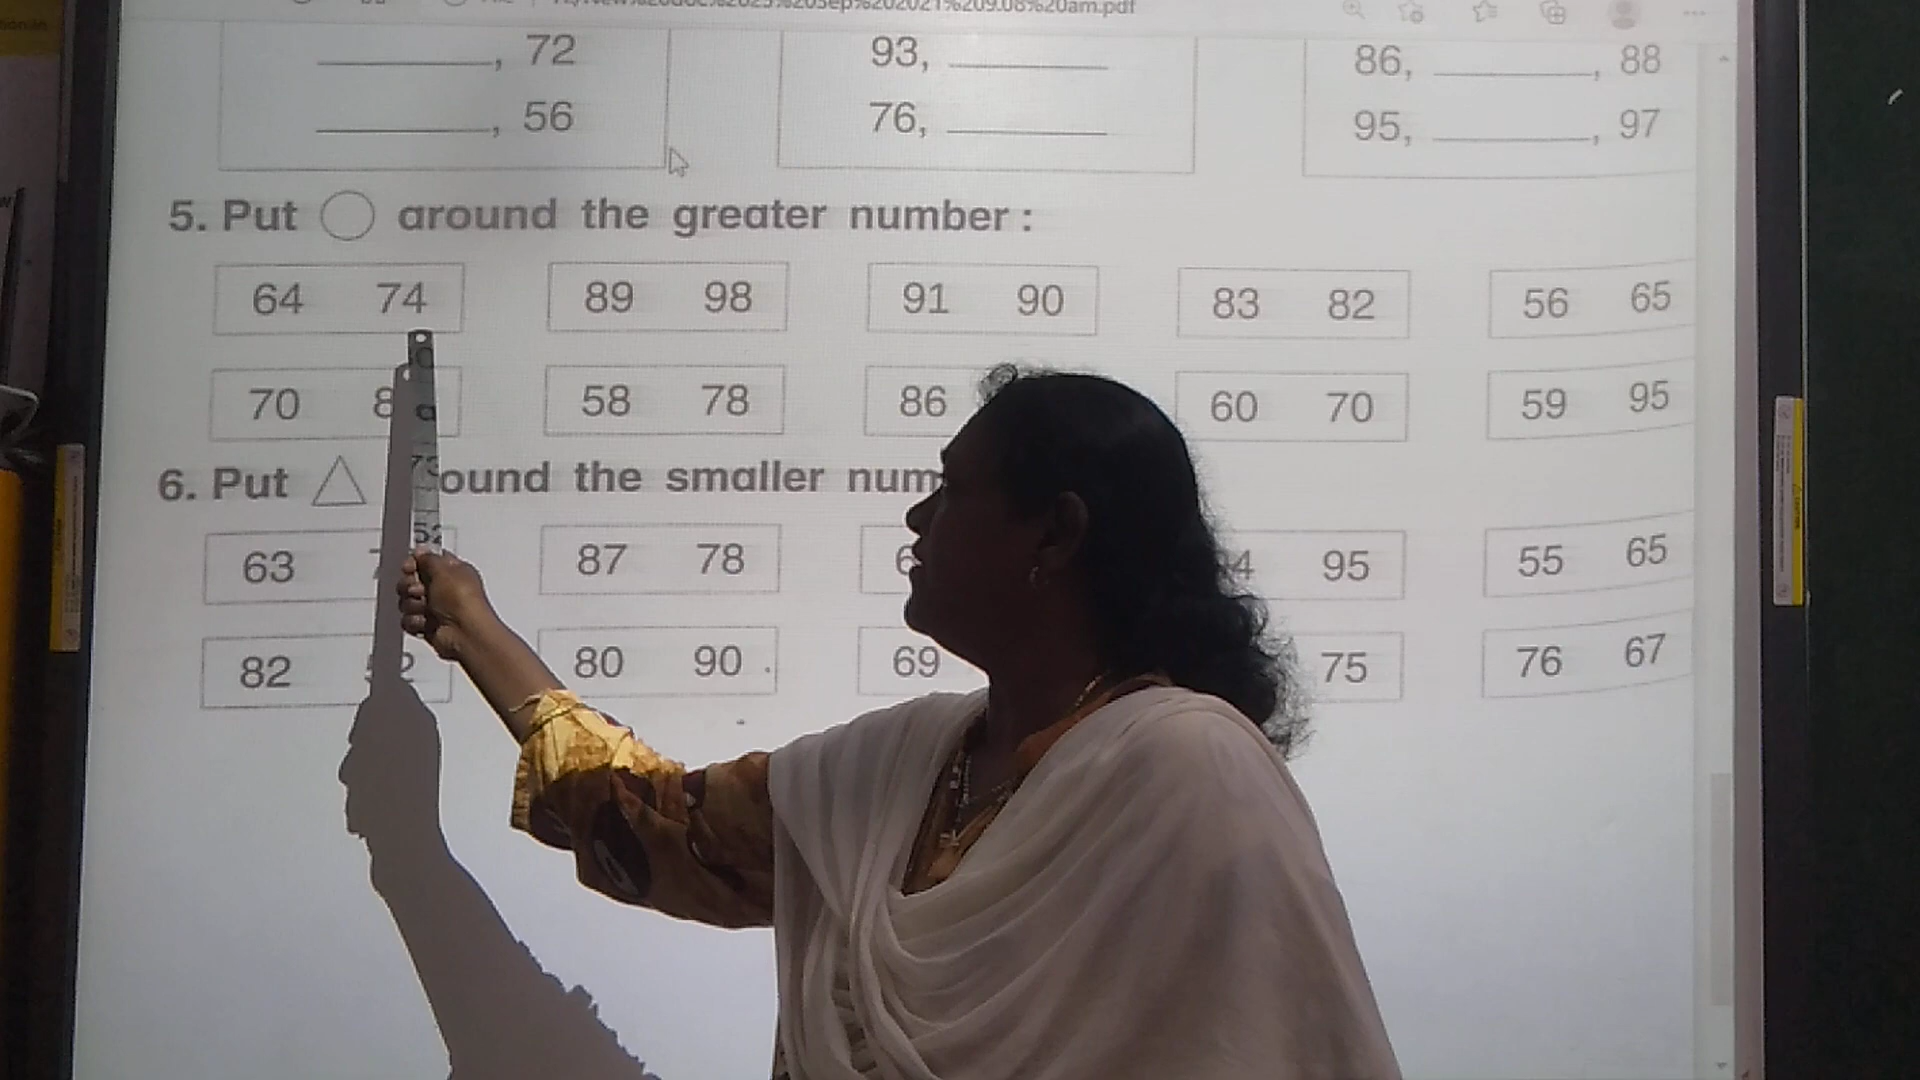 , 72 93, 86, , 88
, 56 76, 95, , 97
5. Put around the greater number :
64 74 89 98 91 90 83 82 56 65
70 58 78 86 60 70 59 95
6. Put the smaller
63 87 78 95 55 65
82 80 90 69 75 76 67